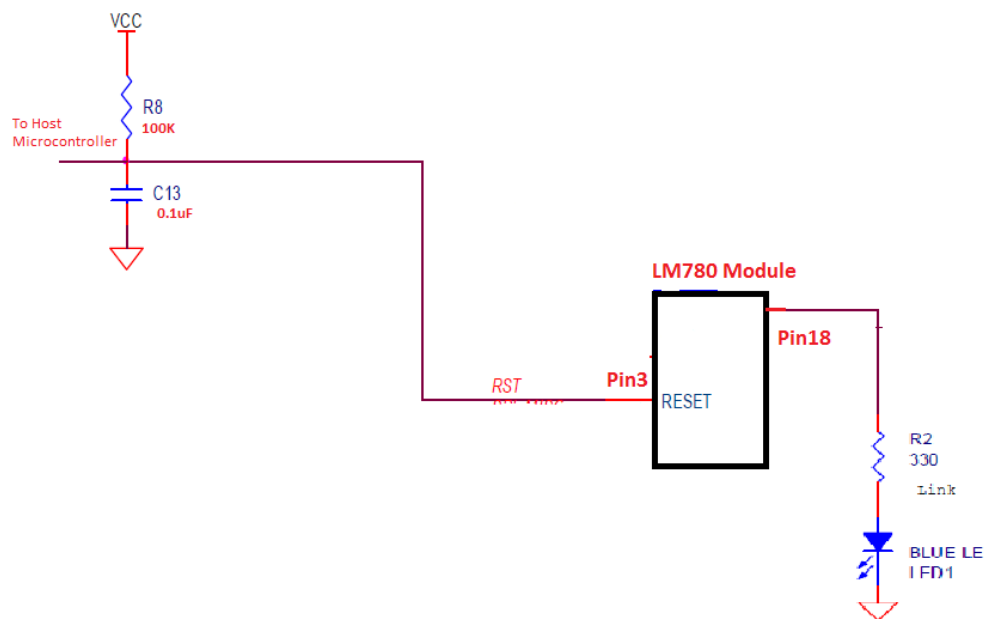 VCC
R8
100K
To Host
Microcontroller
C13
0.1uF
LM780 Module
Pin18
Pin3
RST
RESET
R2
330
Link
BLUE LE
LED1